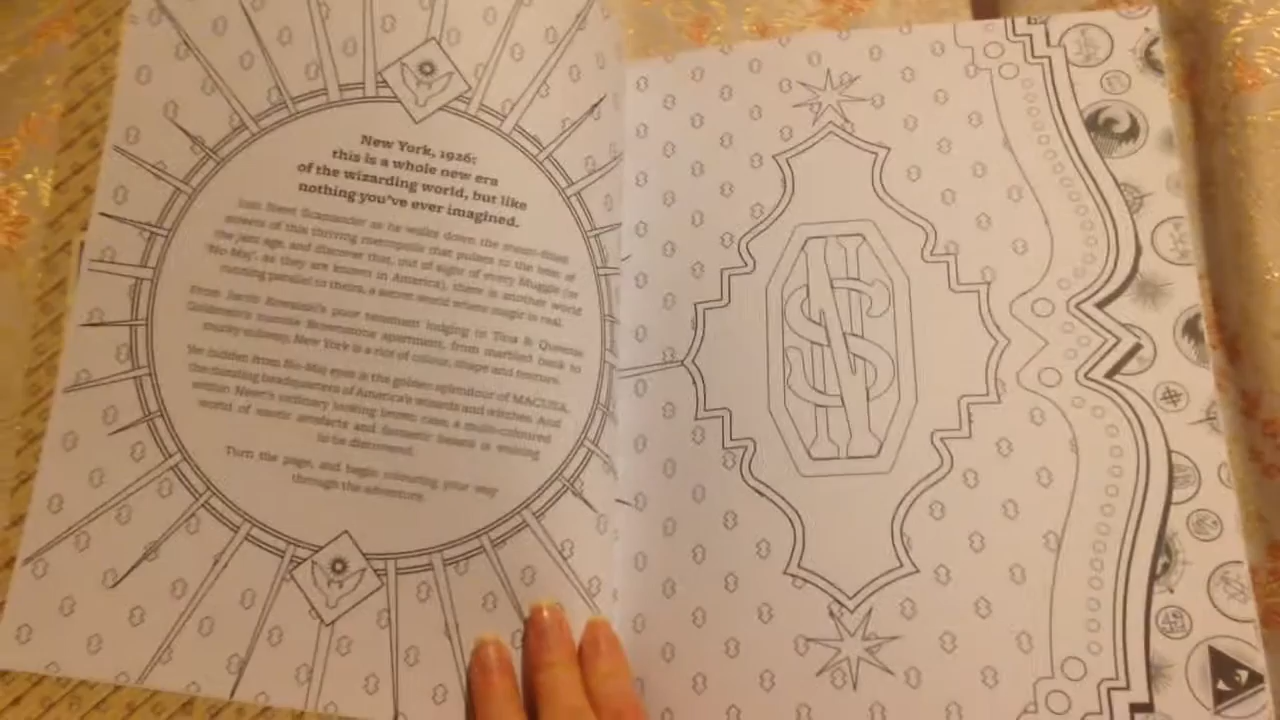 New York, 1926:
this is a whole new era
of the wizarding world, but like
nothing you've ever imagined.
Join Newt Scamander as he walks down the steam-filled
streets of this thriving metropolis that pulses to the beat of
the jazz age, and discover that, out of sight of every Muggle (or
'No-Maj', as they are known in America), there is another world
running parallel to theirs, a secret world where magic is real.
From Jacob Kowalski's poor tenement lodging to Tina & Queenie
Goldstein's humble Brownstone apartment, from marbled bank to
murky subway, New York is a riot of colour, shape and texture.
Yet hidden from No-Maj eyes is the golden splendour of MACUSA,
the dazzling headquarters of America's wizards and witches. And
within Newt's ordinary looking brown case, a multi-coloured
world of exotic artefacts and fantastic beasts is waiting
to be discovered.
Turn the page, and begin colouring your way
through the adventure.
NS